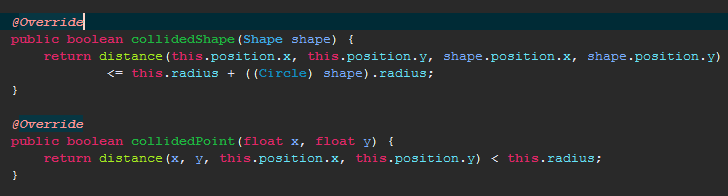 @Override
public boolean collidedShape(Shape shape) {
    return distance(this.position.x, this.position.y, shape.position.x, shape.position.y)
            <= this.radius + ((Circle) shape).radius;
}

@Override
public boolean collidedPoint(float x, float y) {
    return distance(x, y, this.position.x, this.position.y) < this.radius;
}